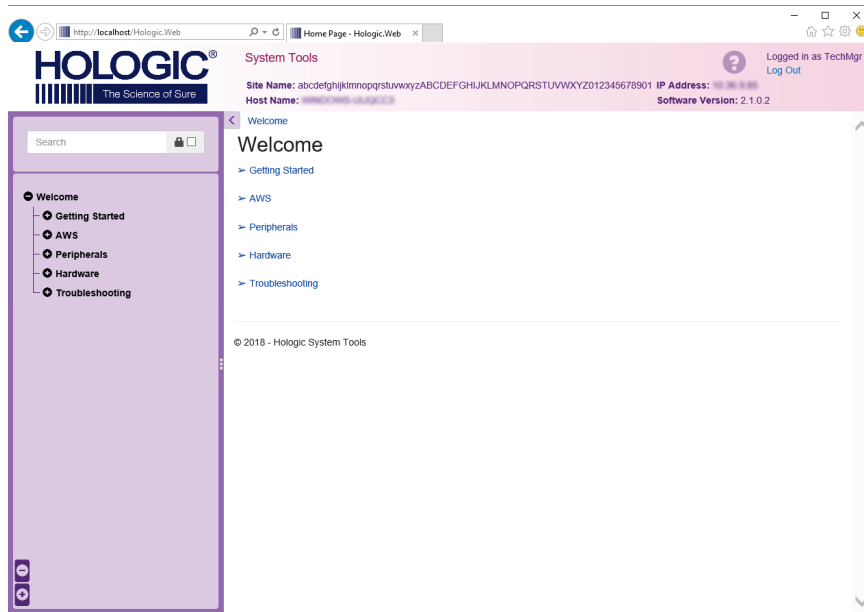 http://localhost/Hologic.Web
Home Page - Hologic.Web
HOLOGIC®
The Science of Sure
System Tools
Logged in as TechMgr
Log Out
Site Name: abcdefghijklmnopqrstuvwxyzABCDEFGHIJKLMNOPQRSTUVWXYZ012345678901 IP Address:
Host Name:
Software Version: 2.1.0.2
Search
Welcome
Getting Started
AWS
Peripherals
Hardware
Troubleshooting
Welcome
Welcome
➢ Getting Started
➢ AWS
➢ Peripherals
➢ Hardware
➢ Troubleshooting
© 2018 - Hologic System Tools